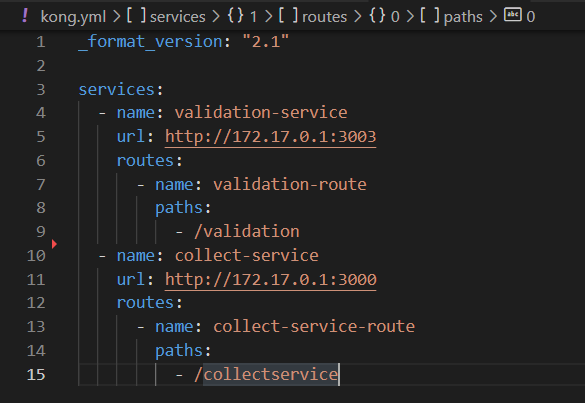 ! kong.yml > [ ] services > {} 1 > [ ] routes > {} 0 > [ ] paths > abc 0
1 _format_version: "2.1"
2
3 services:
4   - name: validation-service
5     url: http://172.17.0.1:3003
6     routes:
7       - name: validation-route
8         paths:
9           - /validation
10   - name: collect-service
11     url: http://172.17.0.1:3000
12     routes:
13       - name: collect-service-route
14         paths:
15           - /collectservice